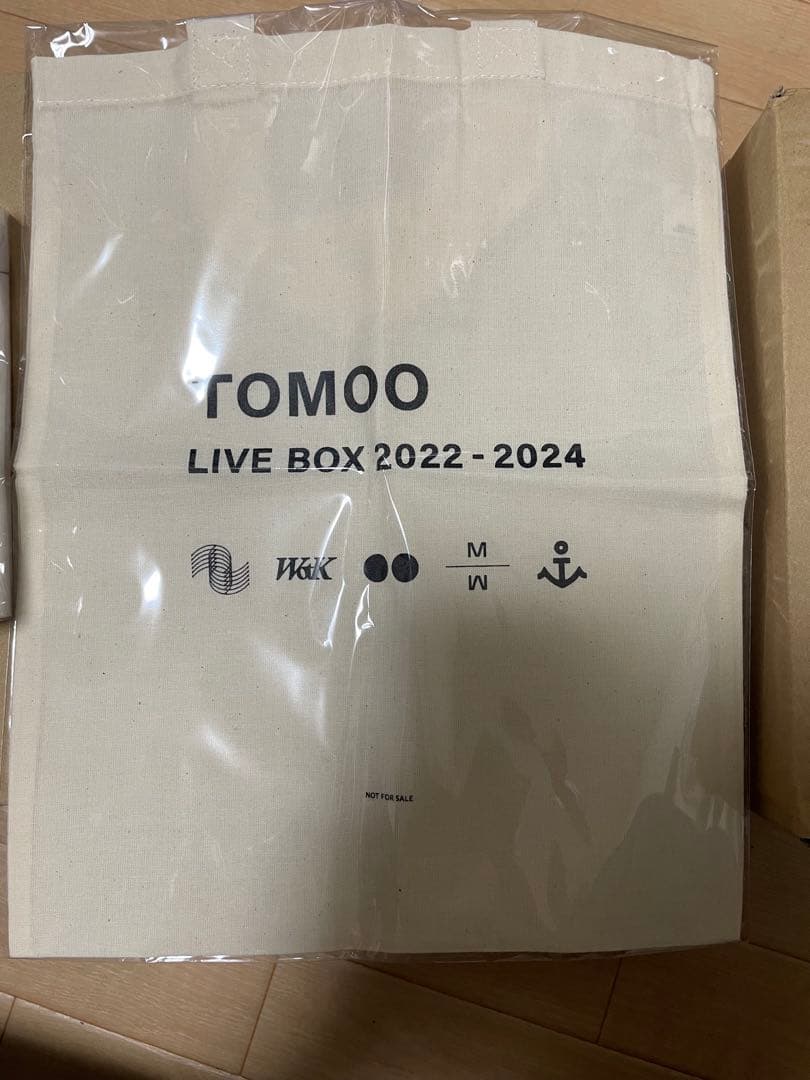 TOMOO
LIVE BOX 2022 - 2024
W&K
M
M
NOT FOR SALE